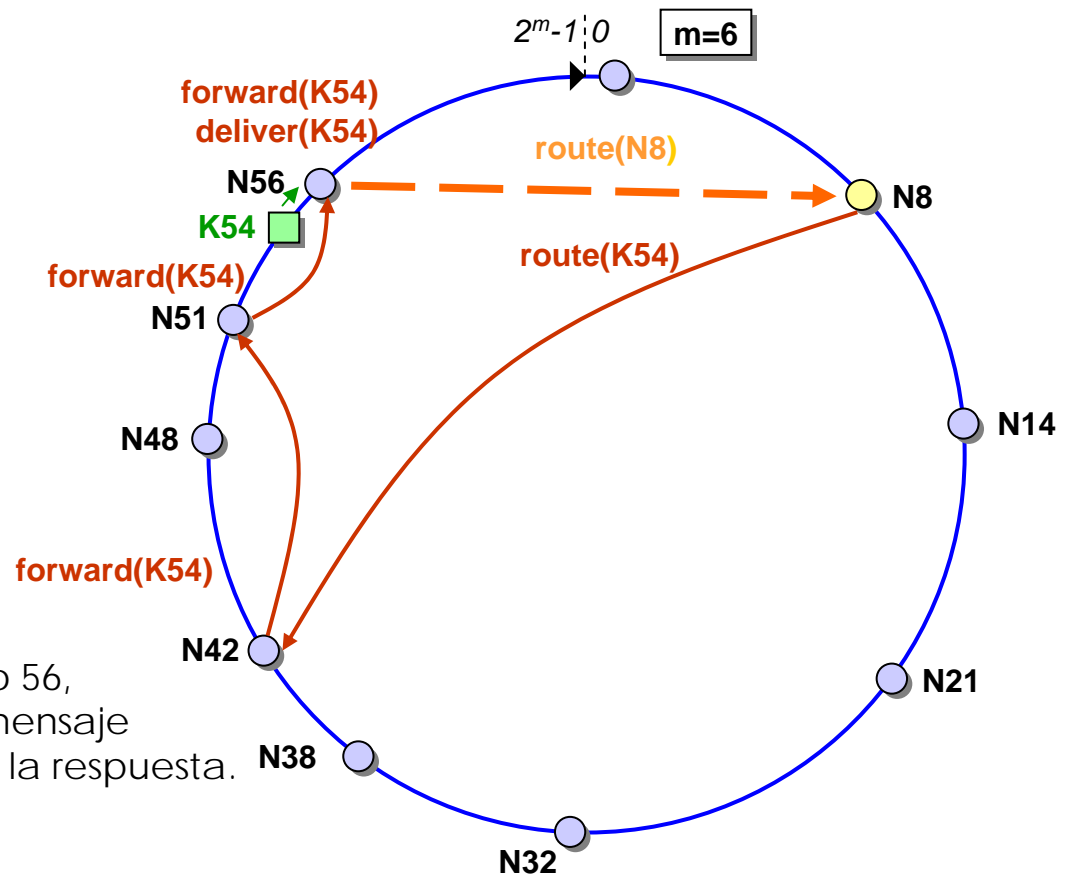 2^m-1 0
m=6
forward(K54)
deliver(K54)
route(N8)
N56
N8
K54
route(K54)
forward(K54)
N51
N48
N14
forward(K54)
N42
o 56,
N21
mensaje
N38
la respuesta.
N32